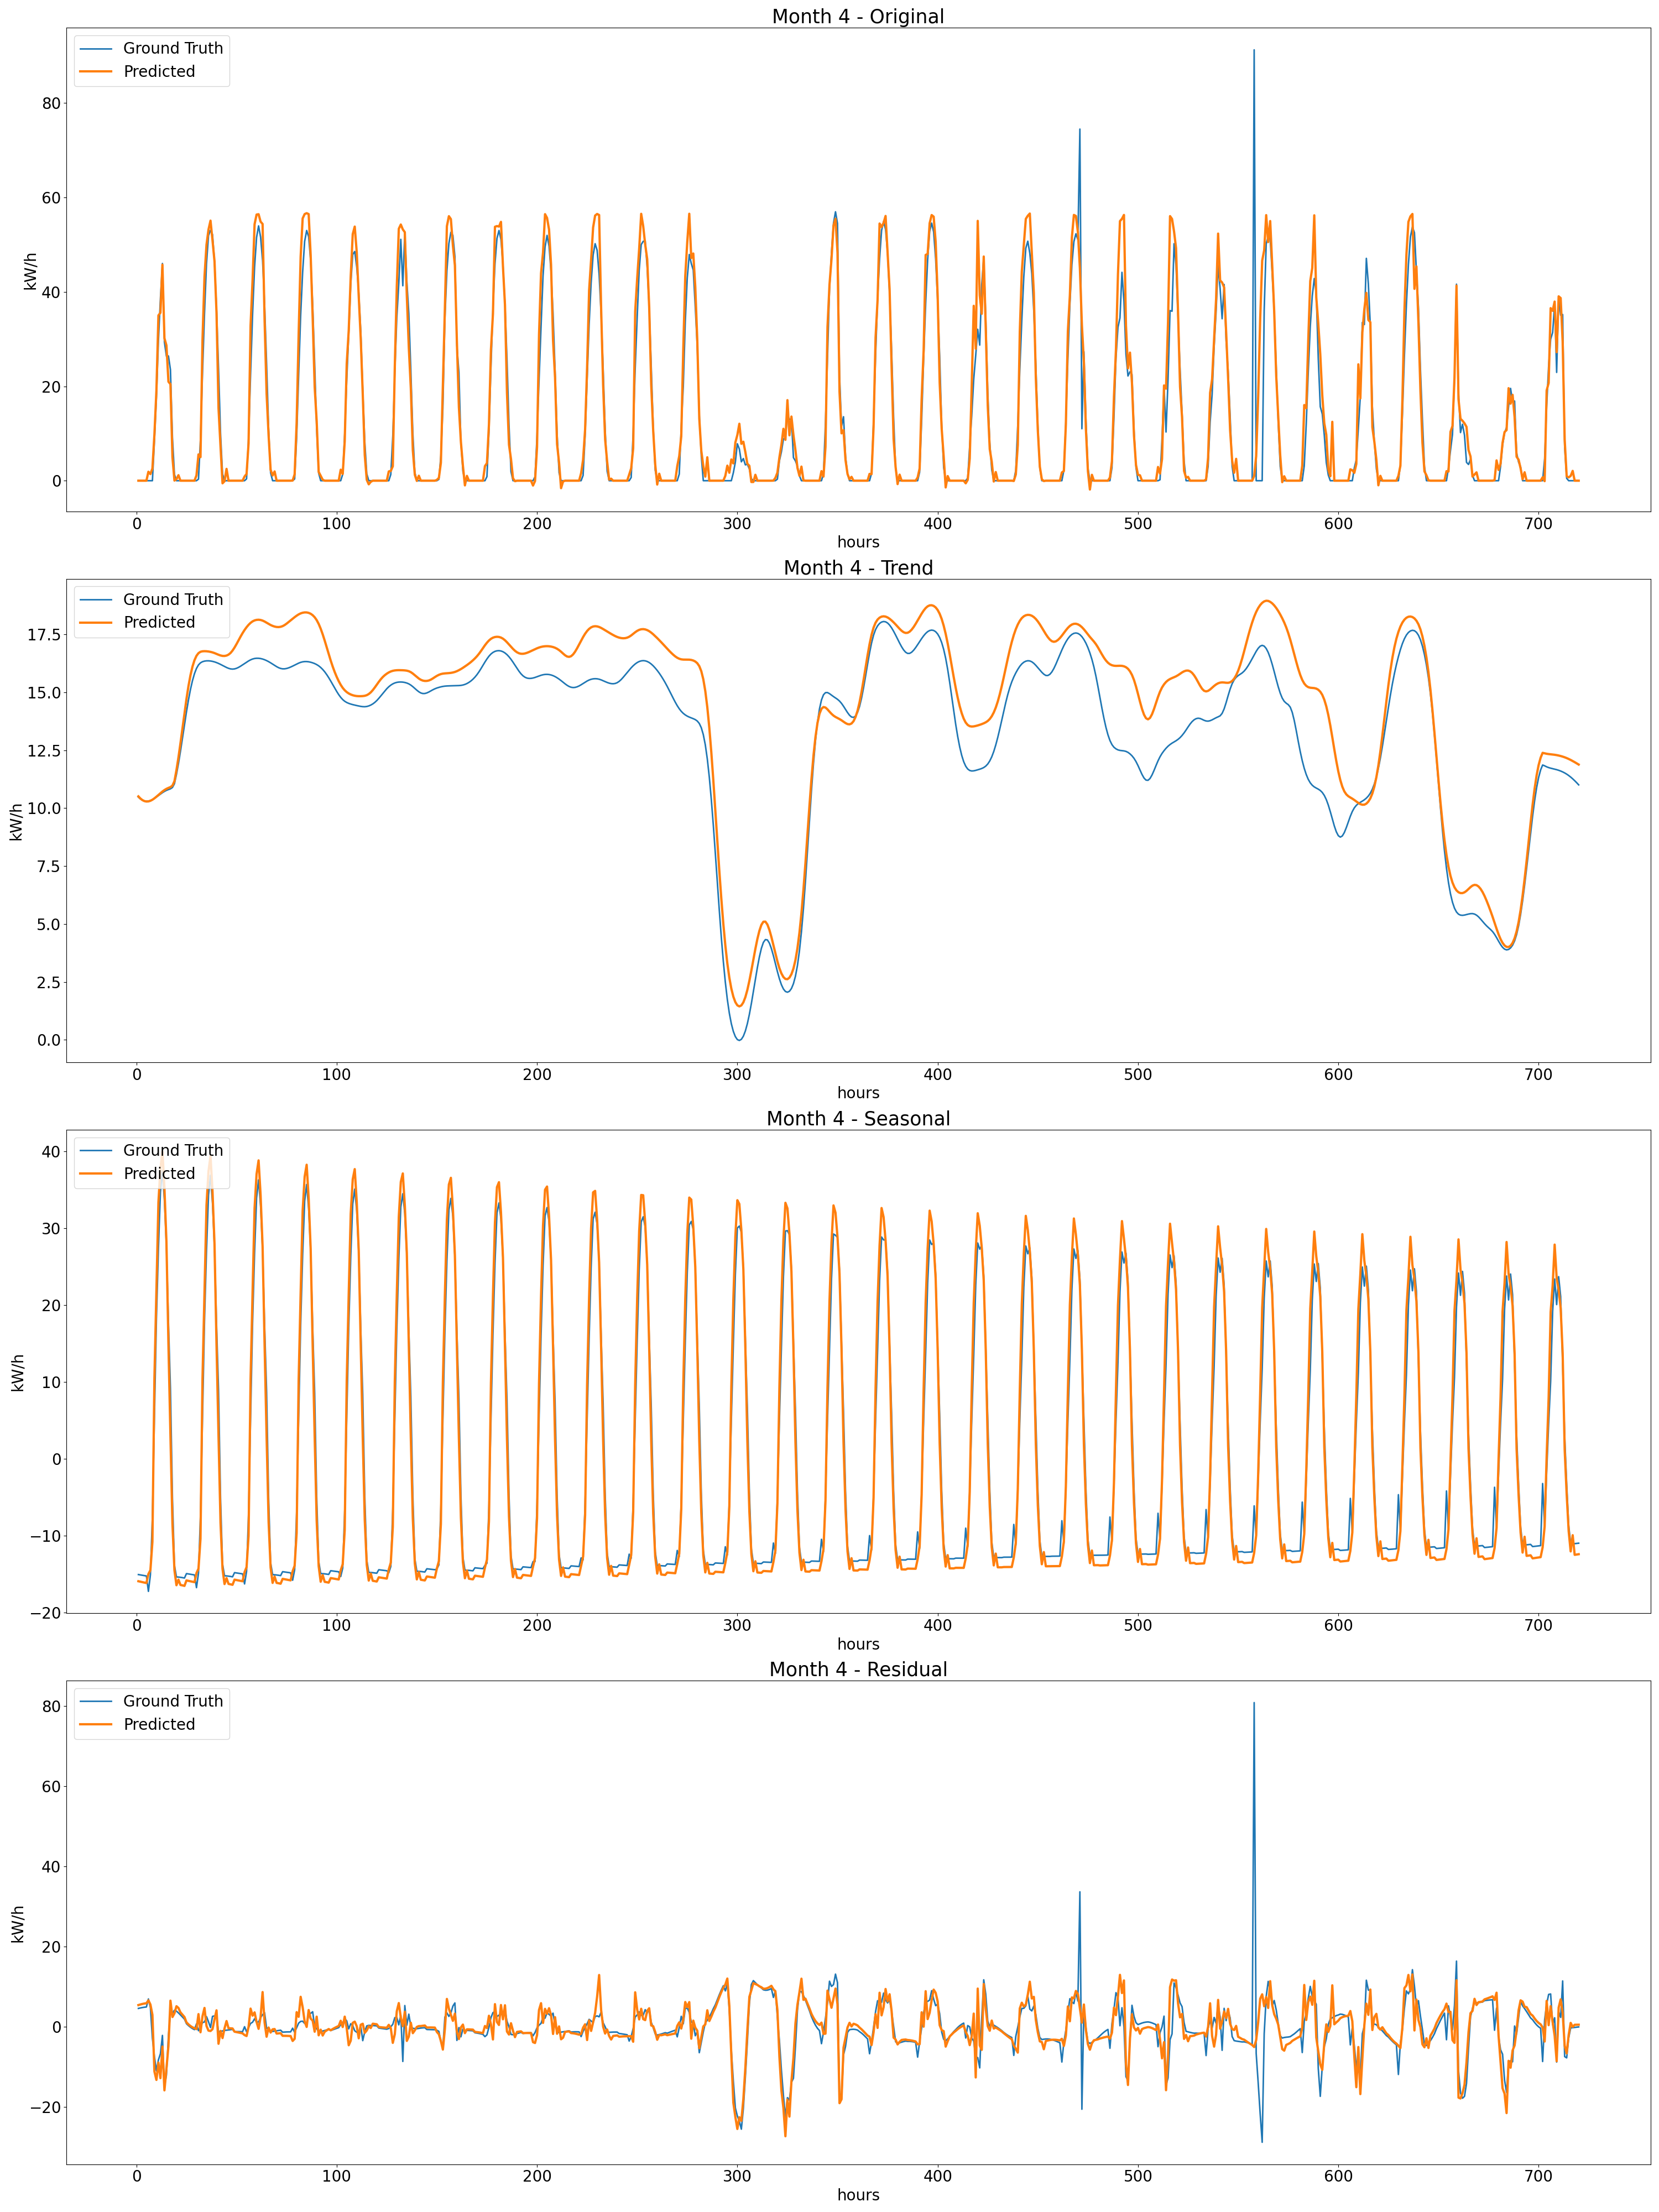 Month 4 - Original
Ground Truth
Predicted
kW/h
80
60
40
20
0
0 100 200 300 400 500 600 700
hours
Month 4 - Trend
Ground Truth
Predicted
kW/h
17.5
15.0
12.5
10.0
7.5
5.0
2.5
0.0
0 100 200 300 400 500 600 700
hours
Month 4 - Seasonal
Ground Truth
Predicted
kW/h
40
30
20
10
0
−10
−20
0 100 200 300 400 500 600 700
hours
Month 4 - Residual
Ground Truth
Predicted
kW/h
80
60
40
20
0
−20
0 100 200 300 400 500 600 700
hours